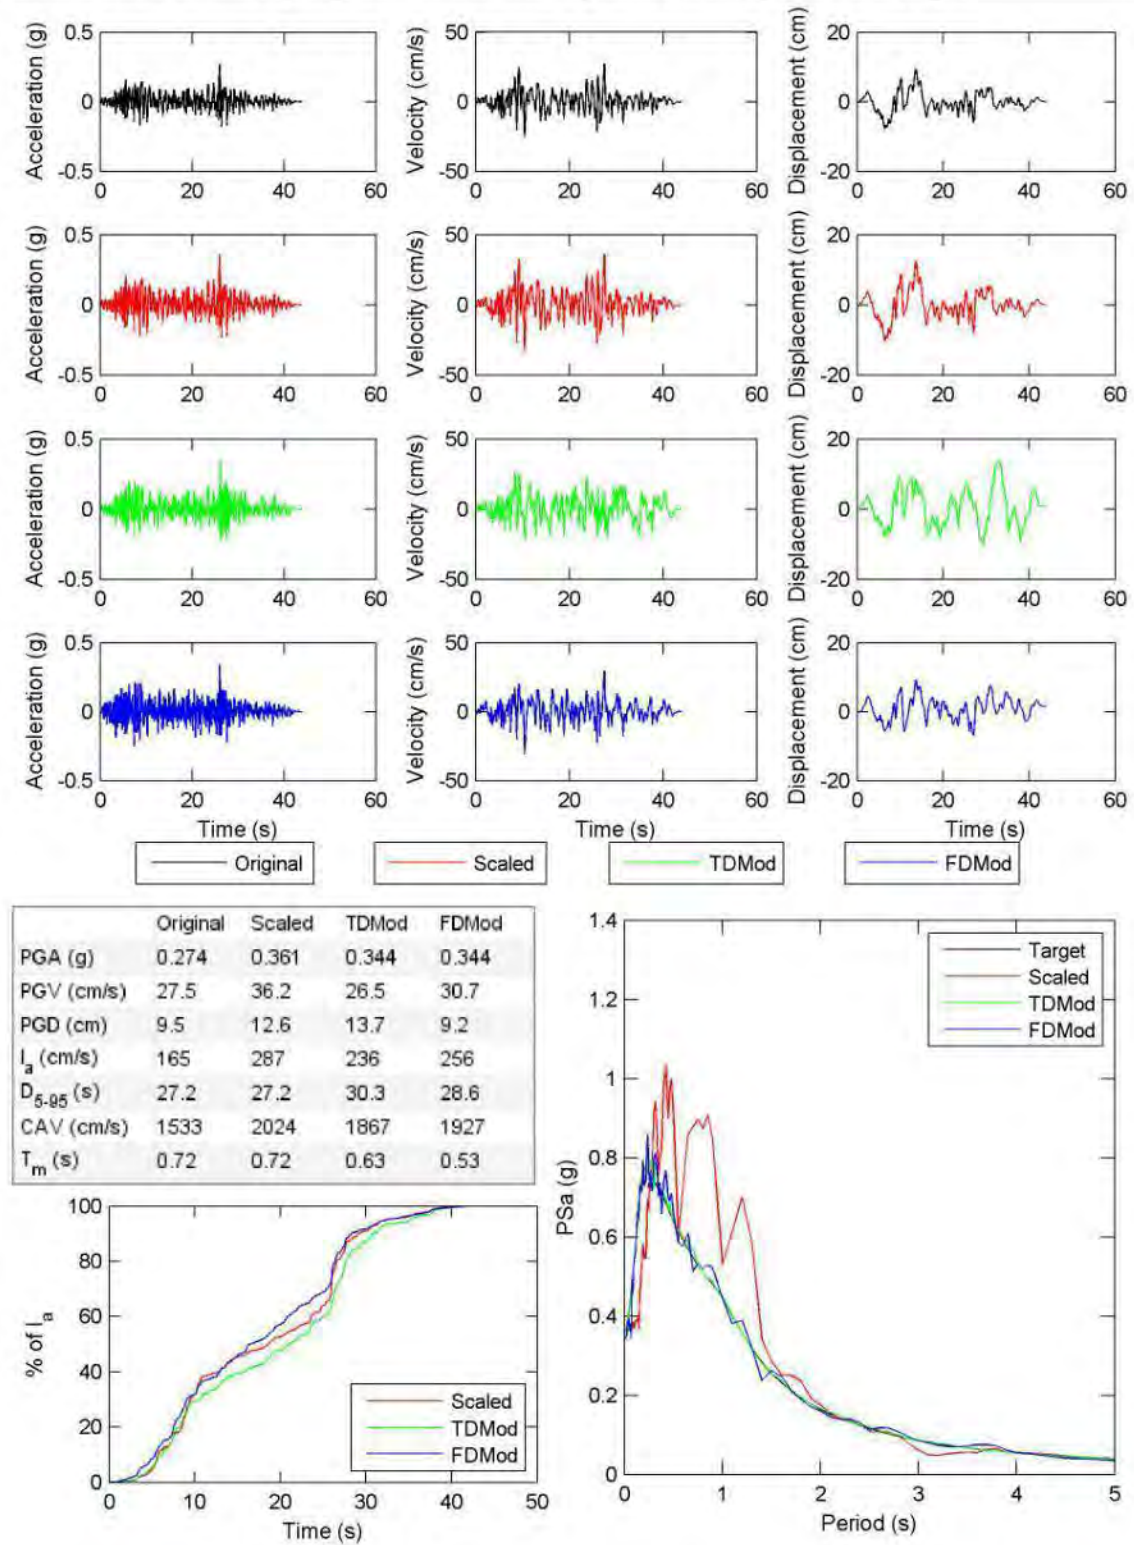 Acceleration (g)
0.5
0
-0.5
0 20 40 60
Velocity (cm/s)
50
0
-50
0 20 40 60
Displacement (cm)
20
0
-20
0 20 40 60
Acceleration (g)
0.5
0
-0.5
0 20 40 60
Velocity (cm/s)
50
0
-50
0 20 40 60
Displacement (cm)
20
0
-20
0 20 40 60
Acceleration (g)
0.5
0
-0.5
0 20 40 60
Velocity (cm/s)
50
0
-50
0 20 40 60
Displacement (cm)
20
0
-20
0 20 40 60
Acceleration (g)
0.5
0
-0.5
0 20 40 60
Time (s)
Velocity (cm/s)
50
0
-50
0 20 40 60
Time (s)
Displacement (cm)
20
0
-20
0 20 40 60
Time (s)
Original
Scaled
TDMod
FDMod
Original Scaled TDMod FDMod
PGA (g) 0.274 0.361 0.344 0.344
PGV (cm/s) 27.5 36.2 26.5 30.7
PGD (cm) 9.5 12.6 13.7 9.2
Ia (cm/s) 165 287 236 256
D5-95 (s) 27.2 27.2 30.3 28.6
CAV (cm/s) 1533 2024 1867 1927
Tm (s) 0.72 0.72 0.63 0.53
% of Ia
100
80
60
40
20
0
0 10 20 30 40 50
Time (s)
Scaled
TDMod
FDMod
PSa (g)
1.4
1.2
1
0.8
0.6
0.4
0.2
0
0 1 2 3 4 5
Period (s)
Target
Scaled
TDMod
FDMod